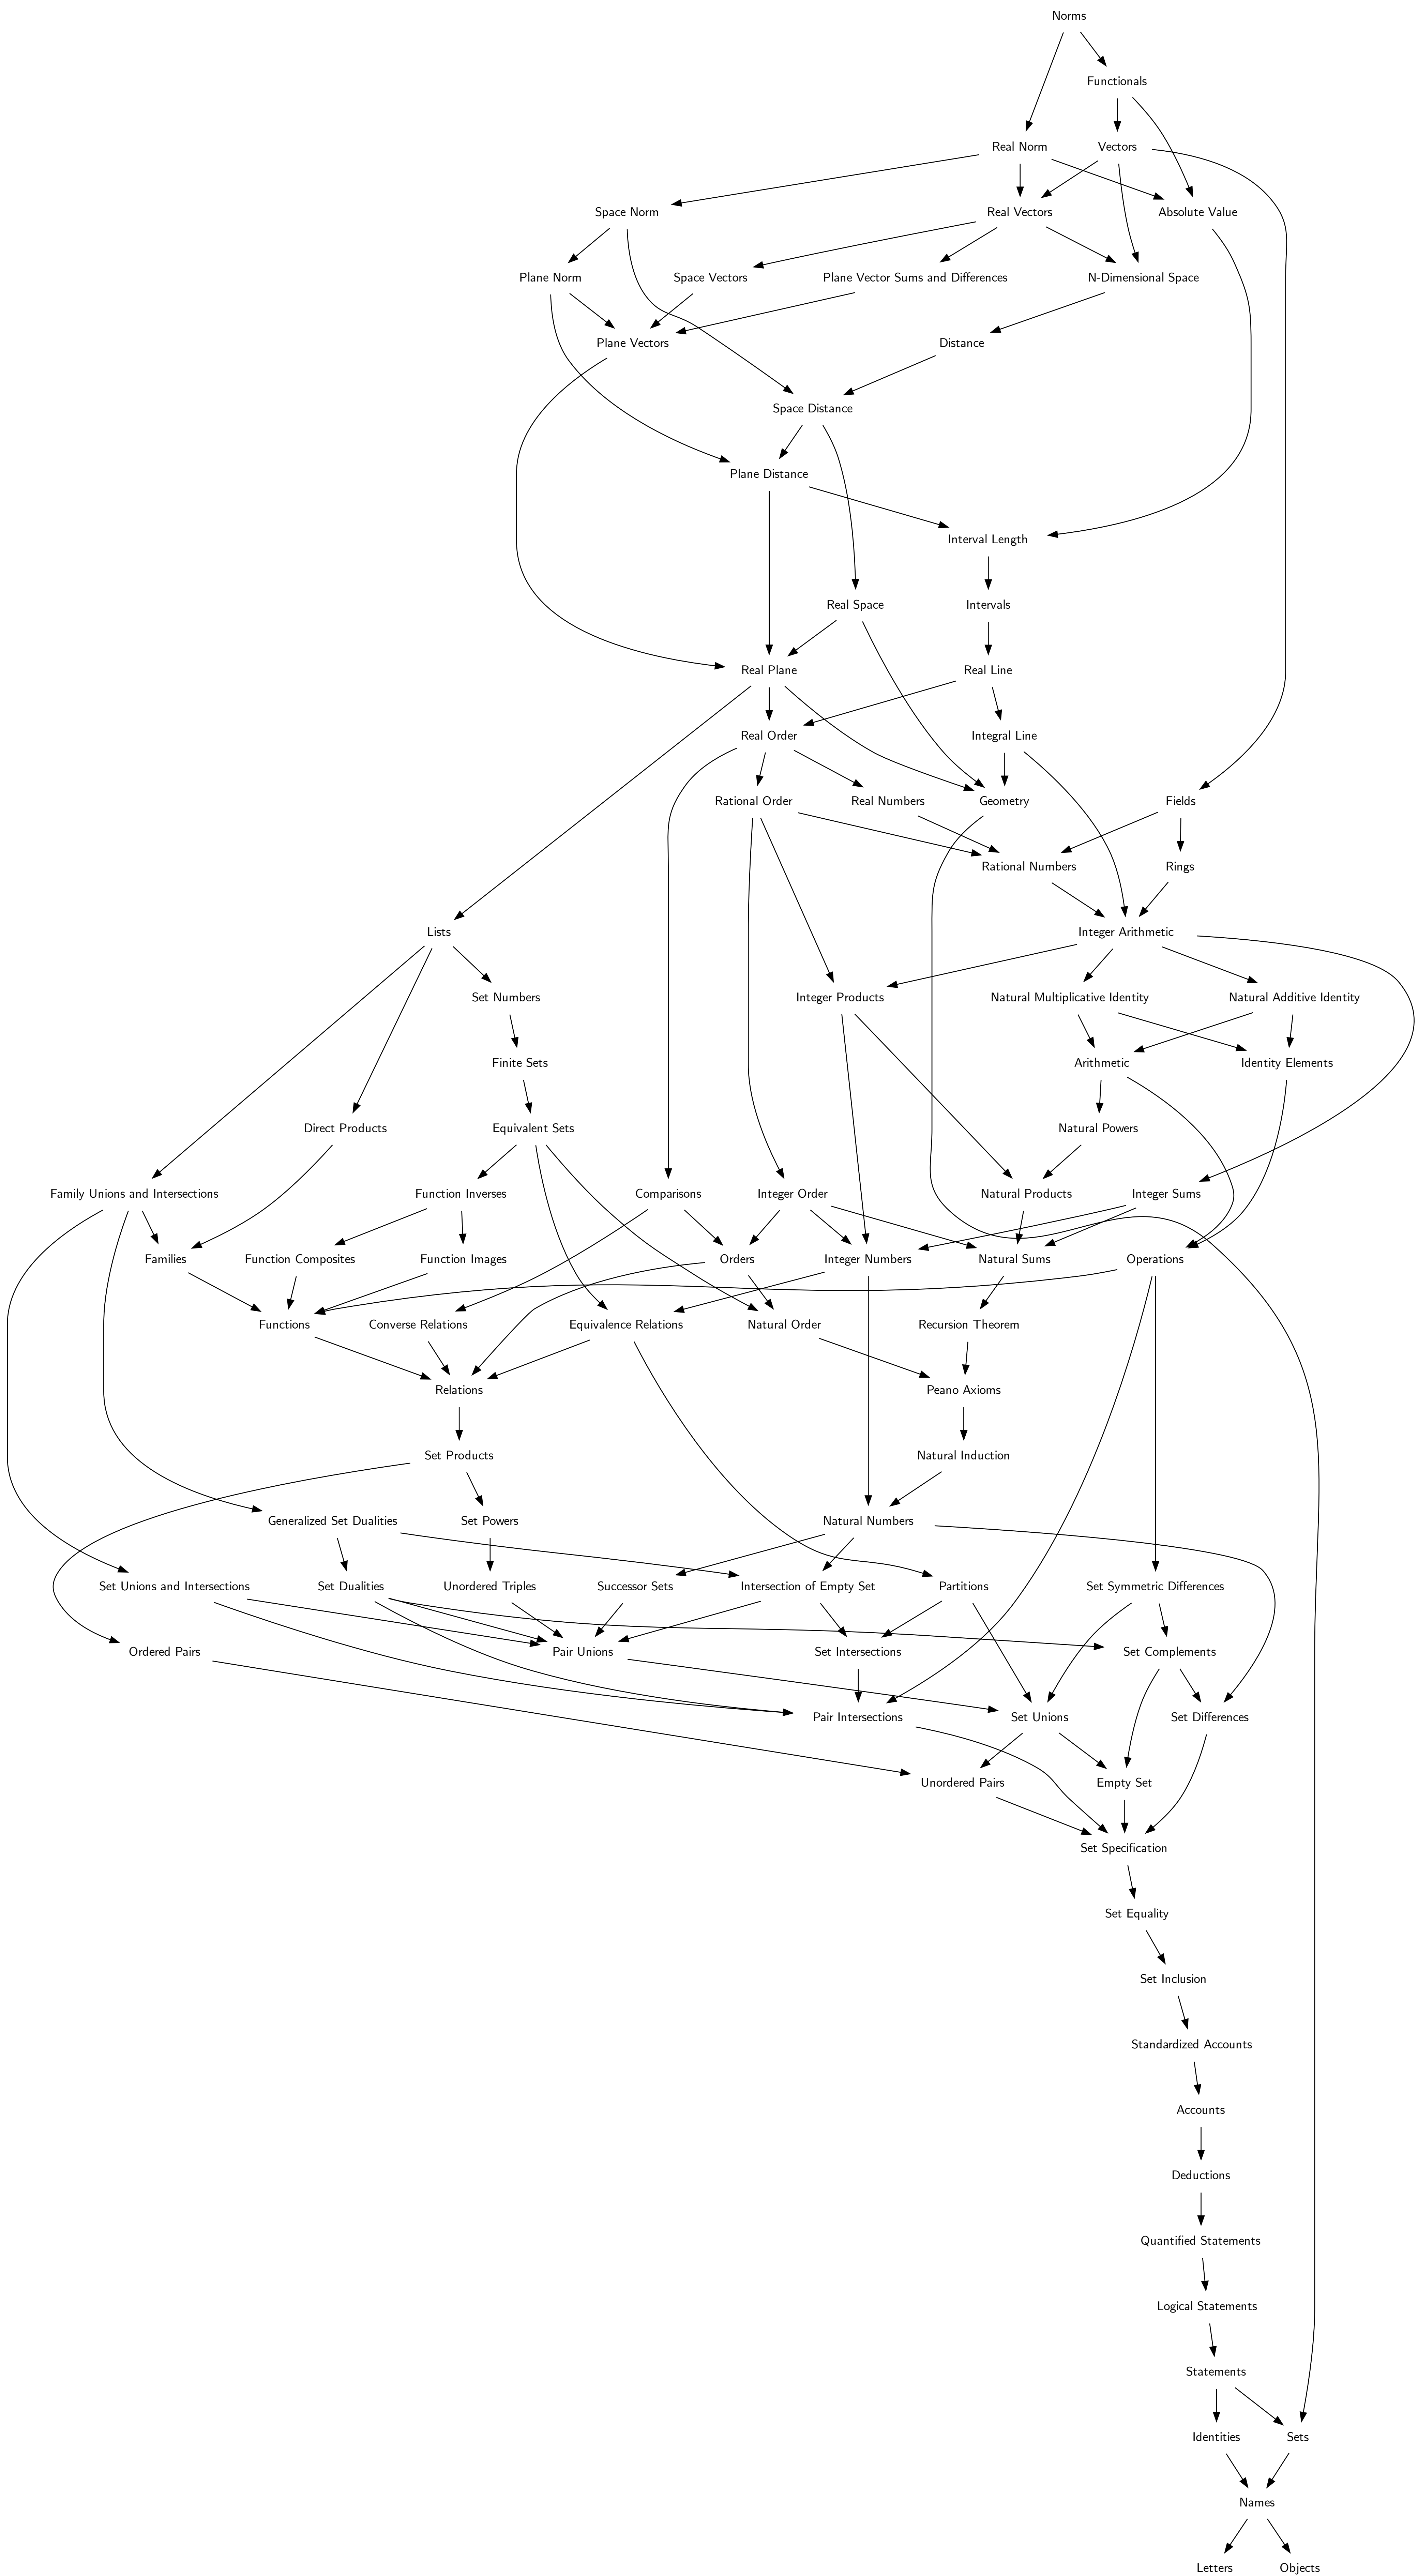 Norms
Functionals
Real Norm
Vectors
Space Norm
Real Vectors
Absolute Value
Plane Norm
Space Vectors
Plane Vector Sums and Differences
N-Dimensional Space
Plane Vectors
Distance
Space Distance
Plane Distance
Interval Length
Real Space
Intervals
Real Plane
Real Line
Real Order
Integral Line
Rational Order
Real Numbers
Geometry
Fields
Rational Numbers
Rings
Lists
Integer Arithmetic
Set Numbers
Integer Products
Natural Multiplicative Identity
Natural Additive Identity
Finite Sets
Arithmetic
Identity Elements
Direct Products
Equivalent Sets
Natural Powers
Family Unions and Intersections
Function Inverses
Comparisons
Integer Order
Natural Products
Integer Sums
Families
Function Composites
Function Images
Orders
Integer Numbers
Natural Sums
Operations
Functions
Converse Relations
Equivalence Relations
Natural Order
Recursion Theorem
Relations
Peano Axioms
Set Products
Natural Induction
Generalized Set Dualities
Set Powers
Natural Numbers
Set Unions and Intersections
Set Dualities
Unordered Triples
Successor Sets
Intersection of Empty Set
Partitions
Set Symmetric Differences
Ordered Pairs
Pair Unions
Set Intersections
Set Complements
Pair Intersections
Set Unions
Set Differences
Unordered Pairs
Empty Set
Set Specification
Set Equality
Set Inclusion
Standardized Accounts
Accounts
Deductions
Quantified Statements
Logical Statements
Statements
Identities
Sets
Names
Letters
Objects